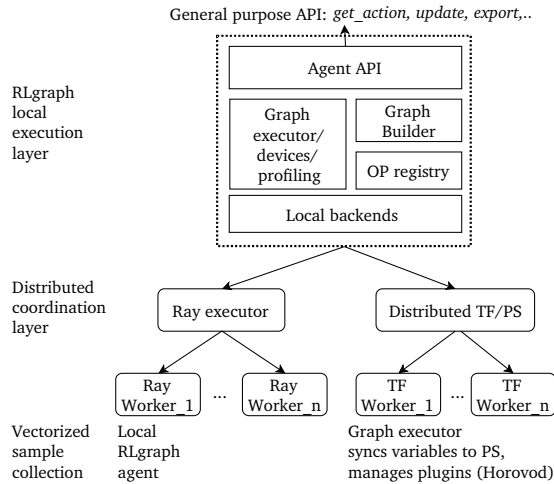 General purpose API: get_action, update, export,..
Agent API
RLgraph
local
execution
layer
Graph
executor/
devices/
profiling
Graph
Builder
OP registry
Local backends
Distributed
coordination
layer
Ray executor
Distributed TF/PS
Ray
Worker_1
...
Ray
Worker_n
TF
Worker_1
...
TF
Worker_n
Vectorized
sample
collection
Local
RLgraph
agent
Graph executor
syncs variables to PS,
manages plugins (Horovod)